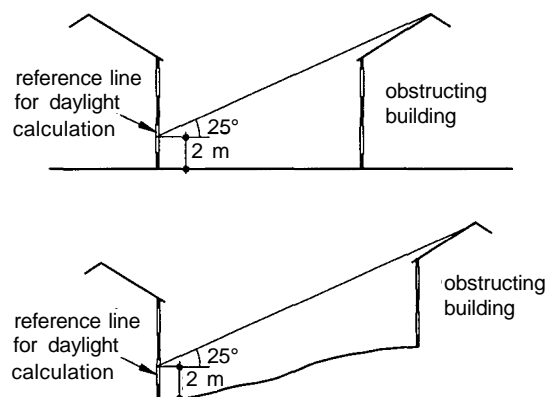 reference line
for daylight
calculation
25°
2 m
obstructing
building
reference line
for daylight
calculation
25°
2 m
obstructing
building